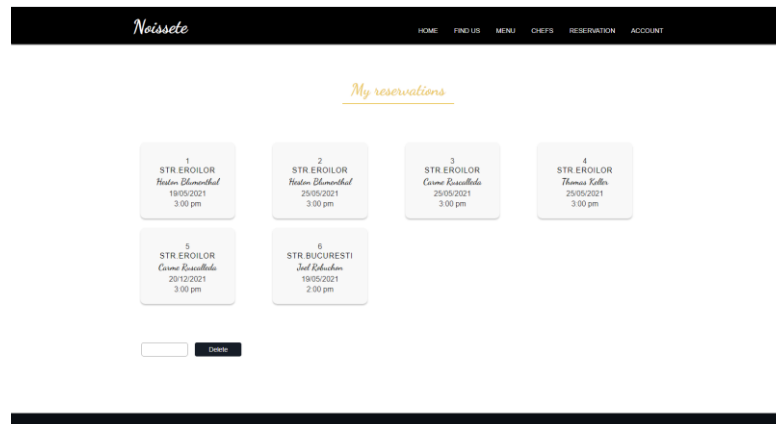 Noissete
HOME FIND US MENU CHEFS RESERVATION ACCOUNT
My reservations
1
STR.EROILOR
Heston Blumenthal
19/05/2021
3:00 pm
2
STR.EROILOR
Heston Blumenthal
25/05/2021
3:00 pm
3
STR.EROILOR
Carme Ruscalleda
25/05/2021
3:00 pm
4
STR.EROILOR
Thomas Keller
25/05/2021
3:00 pm
5
STR.EROILOR
Carme Ruscalleda
20/12/2021
3:00 pm
6
STR.BUCURESTI
Joel Robuchon
19/05/2021
2:00 pm
Delete